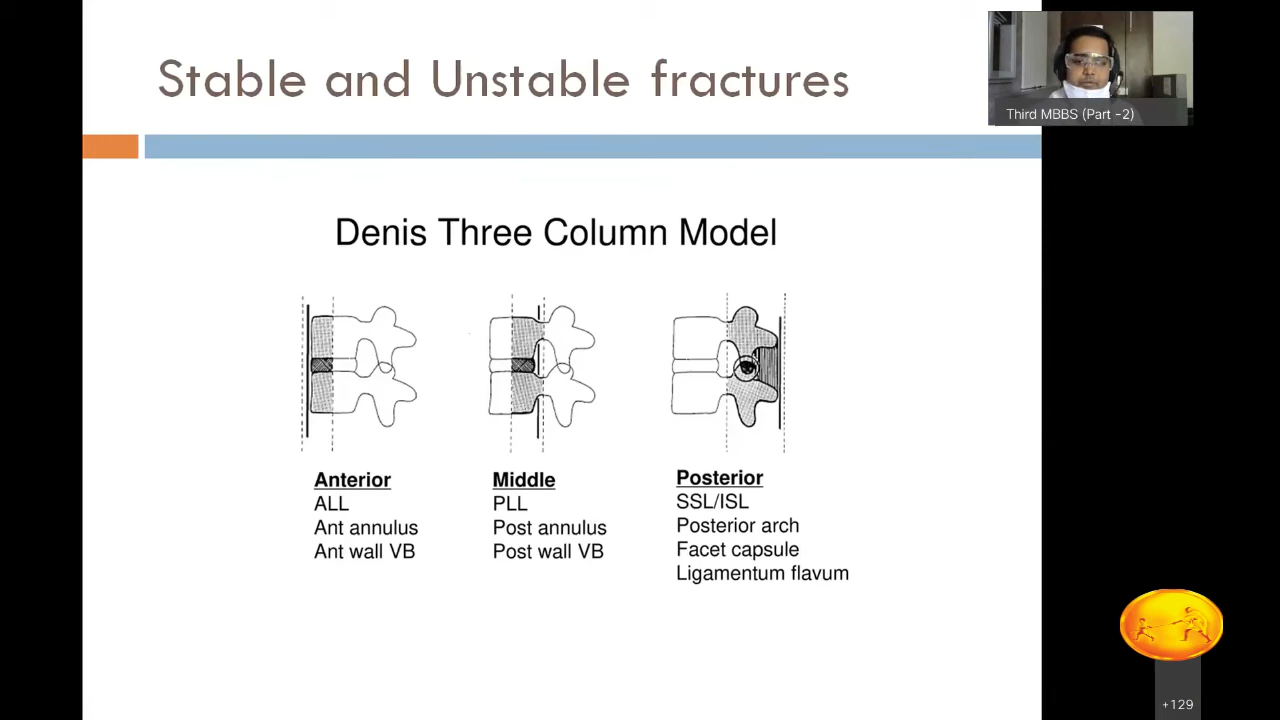 Stable and Unstable fractures
Third MBBS (Part -2)
Denis Three Column Model
Anterior
ALL
Ant annulus
Ant wall VB
Middle
PLL
Post annulus
Post wall VB
Posterior
SSL/ISL
Posterior arch
Facet capsule
Ligamentum flavum
+129